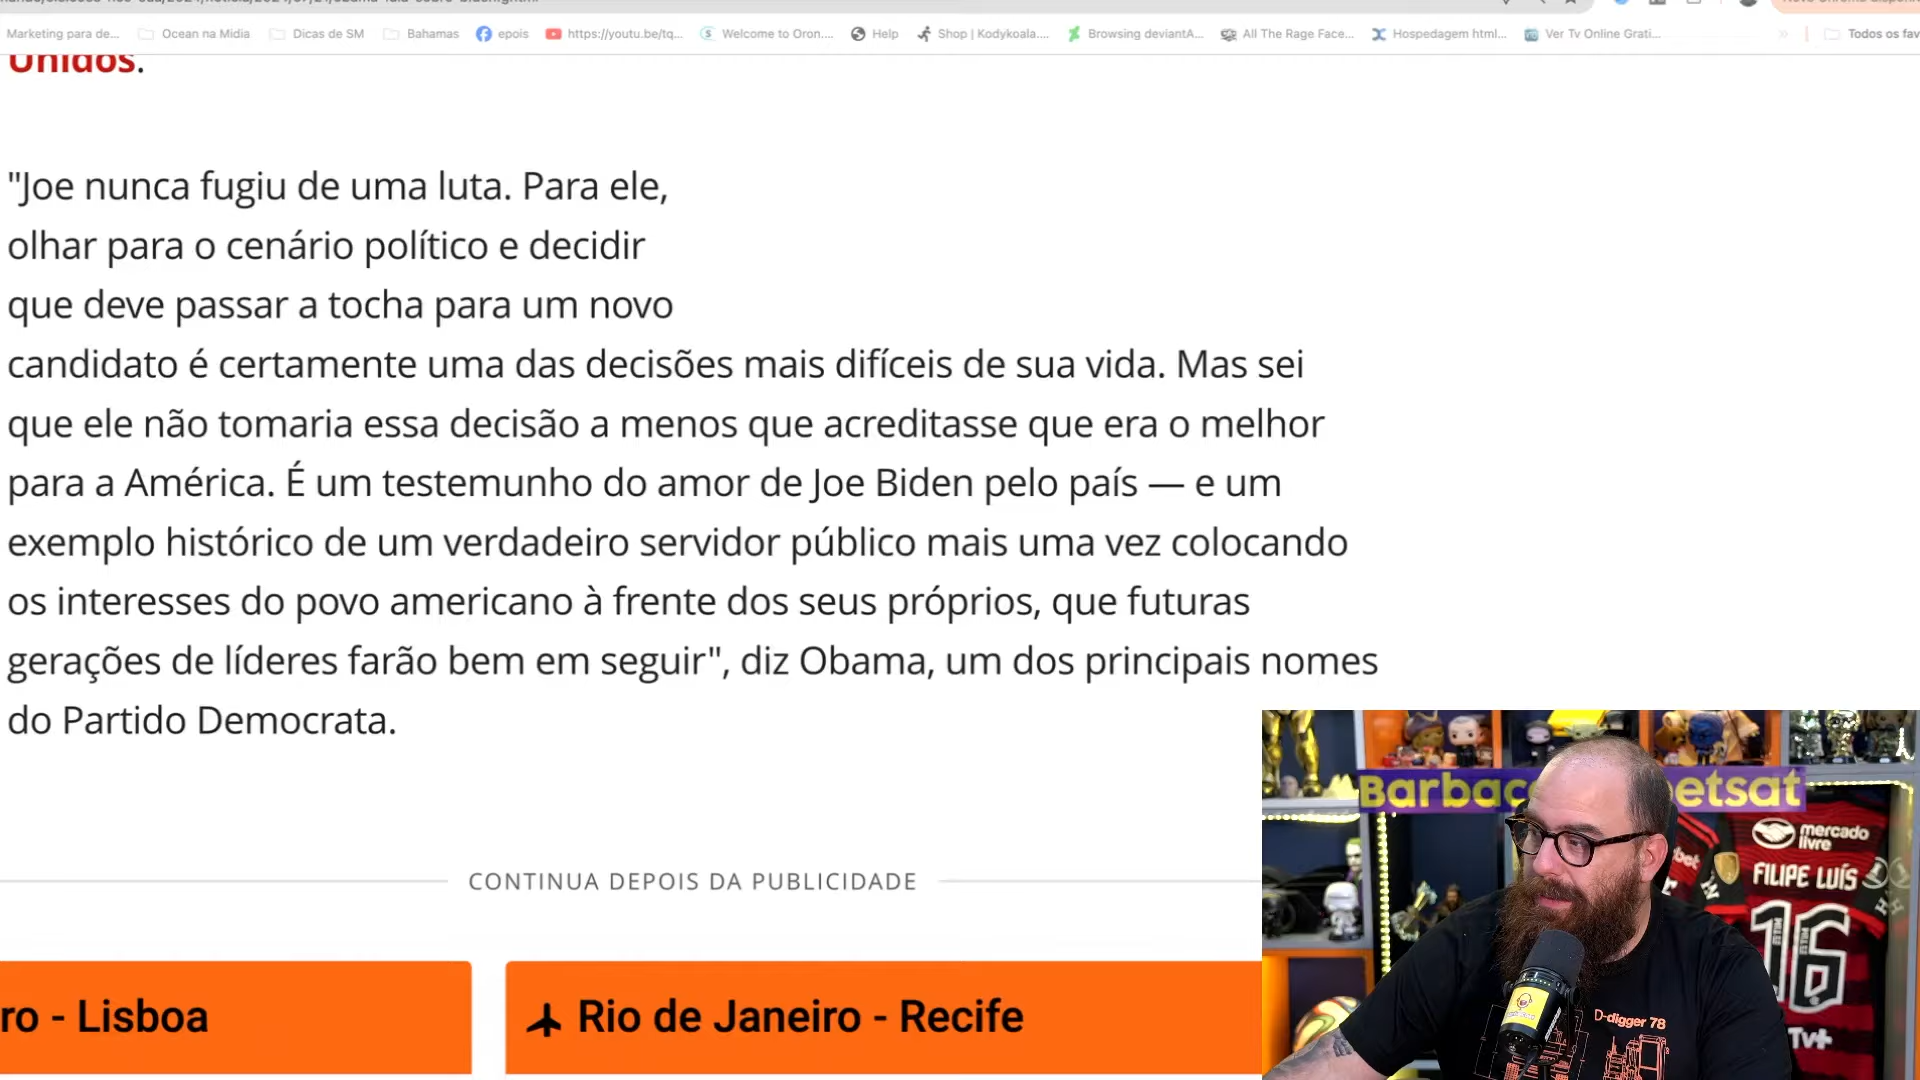 Marketing para de...
Ocean na Midia
Dicas de SM
Bahamas
epois
https://youtu.be/tq...
Welcome to Oron....
Help
Shop | Kodykoala....
Browsing deviantA...
All The Rage Face...
Hospedagem html...
Ver Tv Online Grati...
Todos os fav
Unidos.
"Joe nunca fugiu de uma luta. Para ele,
olhar para o cenário político e decidir
que deve passar a tocha para um novo
candidato é certamente uma das decisões mais difíceis de sua vida. Mas sei
que ele não tomaria essa decisão a menos que acreditasse que era o melhor
para a América. É um testemunho do amor de Joe Biden pelo país — e um
exemplo histórico de um verdadeiro servidor público mais uma vez colocando
os interesses do povo americano à frente dos seus próprios, que futuras
gerações de líderes farão bem em seguir", diz Obama, um dos principais nomes
do Partido Democrata.
CONTINUA DEPOIS DA PUBLICIDADE
ro - Lisboa
Rio de Janeiro - Recife
Barbac
etsat
mercado
livre
FILIPE LUÍS
16
Tv+
D-digger 78